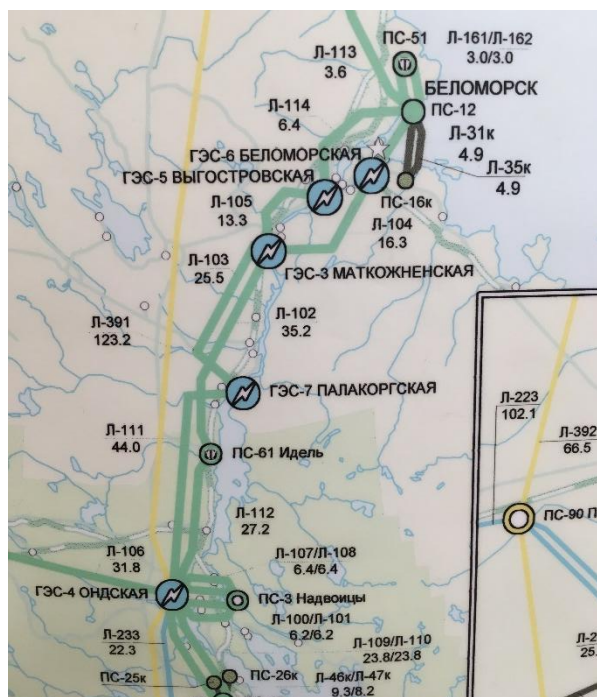 ПС-51
Л-161/Л-162
3.0/3.0
Л-113
3.6
БЕЛОМОРСК
ПС-12
Л-114
6.4
Л-31к
4.9
ГЭС-6 БЕЛОМОРСКАЯ
Л-35к
4.9
ГЭС-5 ВЫГОСТРОВСКАЯ
ПС-16к
Л-105
13.3
Л-104
16.3
Л-103
25.5
ГЭС-3 МАТКОЖНЕНСКАЯ
Л-102
35.2
Л-391
123.2
ГЭС-7 ПАЛАКОРГСКАЯ
Л-223
102.1
Л-111
44.0
Л-392
66.5
ПС-61 Идель
ПС-90 П
Л-112
27.2
Л-106
31.8
Л-107/Л-108
6.4/6.4
ГЭС-4 ОНДСКАЯ
ПС-3 Надвоицы
Л-100/Л-101
6.2/6.2
Л-233
22.3
Л-109/Л-110
23.8/23.8
Л-2
25.
ПС-25к
ПС-26к
Л-46к/Л-47к
9.3/8.2